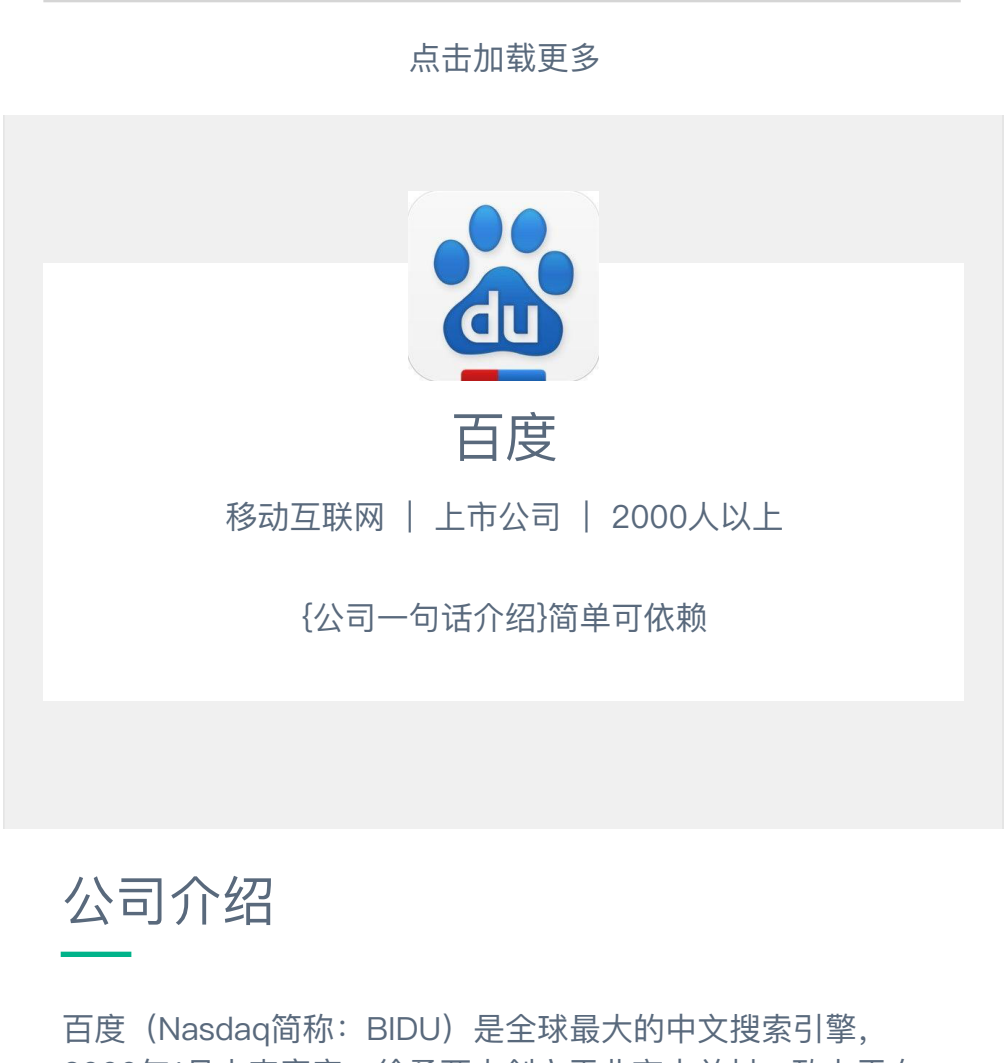 点击加载更多
du
百度
移动互联网 | 上市公司 | 2000人以上
{公司一句话介绍}简单可依赖
公司介绍
百度（Nasdaq简称：BIDU）是全球最大的中文搜索引擎，